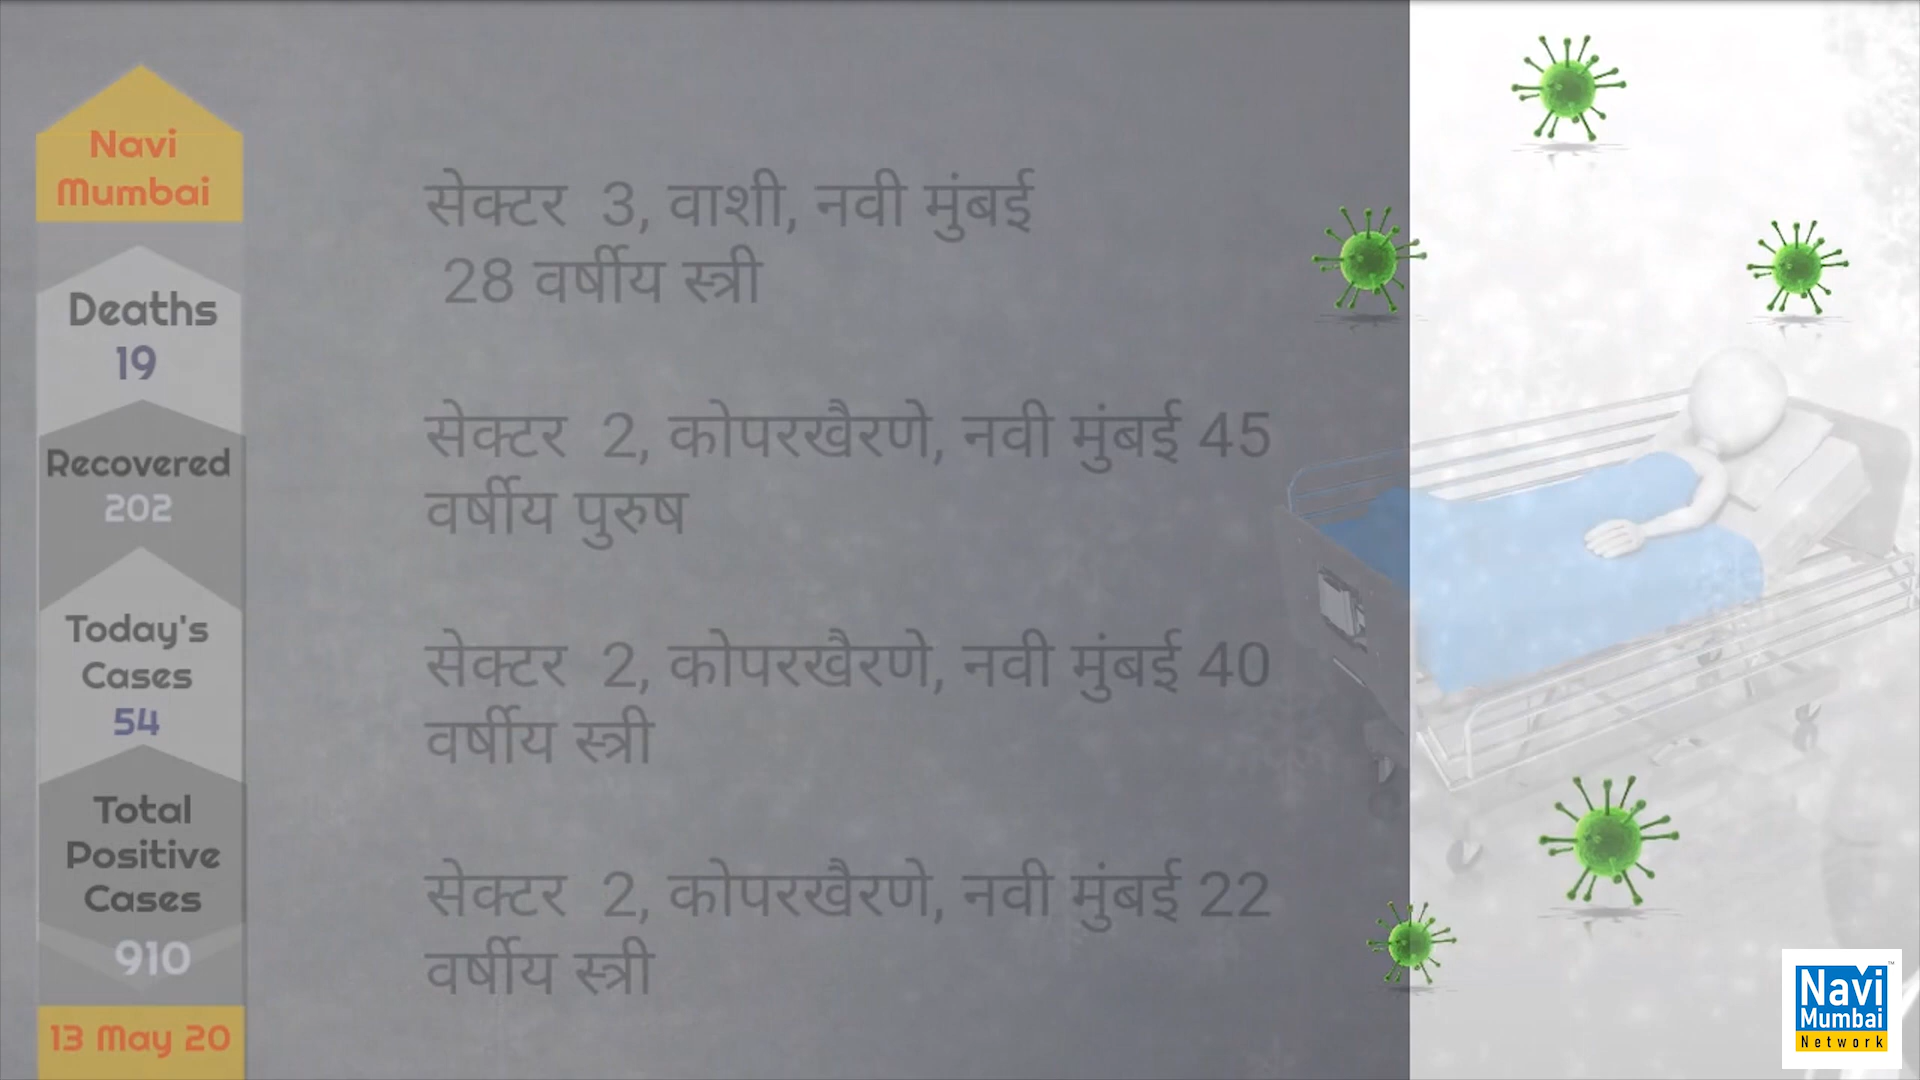 Navi
Mumbai
Deaths
19
Recovered
202
Today's
Cases
54
Total
Positive
Cases
910
13 May 20
सेक्टर 3, वाशी, नवी मुंबई
28 वर्षीय स्त्री
सेक्टर 2, कोपरखैरणे, नवी मुंबई 45
वर्षीय पुरुष
सेक्टर 2, कोपरखैरणे, नवी मुंबई 40
वर्षीय स्त्री
सेक्टर 2, कोपरखैरणे, नवी मुंबई 22
वर्षीय स्त्री
Navi
Mumbai
Network